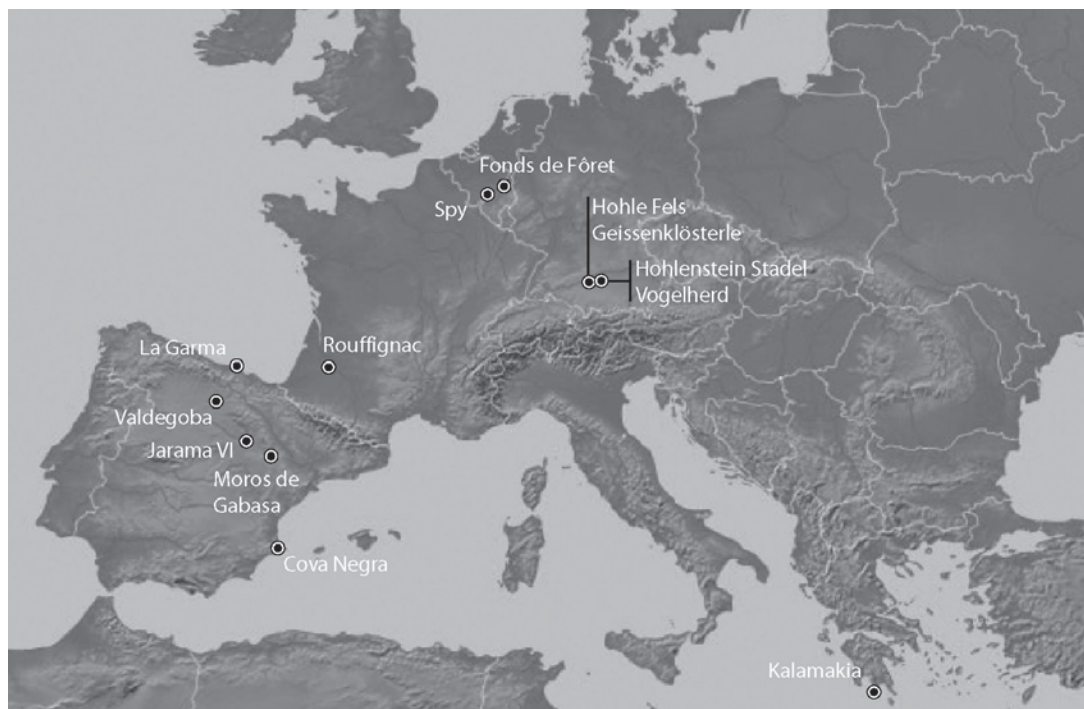 Fonds de Fôret
Spy
Hohle Fels
Geissenklösterle
Hohlenstein Stadel
Vogelherd
La Garma
Rouffignac
Valdegoba
Jarama VI
Moros de
Gabasa
Cova Negra
Kalamakia